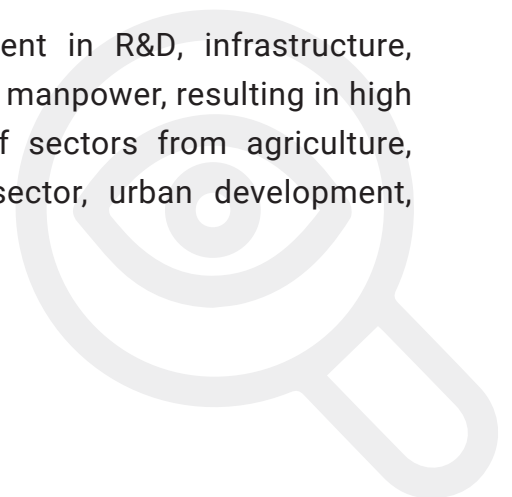 ent in R&D, infrastructure,
manpower, resulting in high
f sectors from agriculture,
sector, urban development,